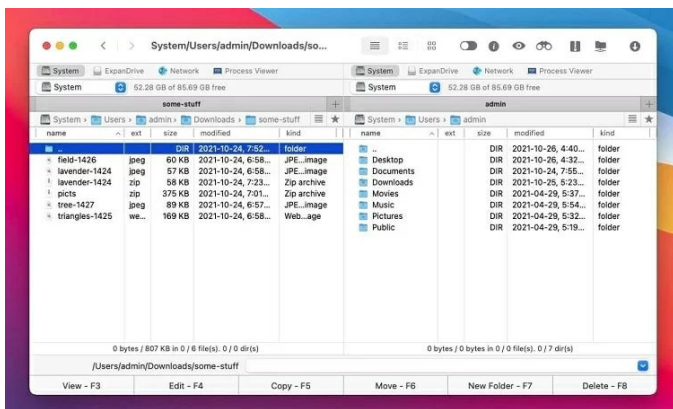 System/Users/admin/Downloads/so...
System ExpanDrive Network Process Viewer
System 52.28 GB of 85.69 GB free
some-stuff
System › Users › admin › Downloads › some-stuff
name ext size modified kind
.. DIR 2021-10-24, 7:52... folder
field-1426 jpeg 60 KB 2021-10-24, 6:58... JPE...image
lavender-1424 jpeg 57 KB 2021-10-24, 6:58... JPE...image
lavender-1424 zip 58 KB 2021-10-24, 7:23... Zip archive
picts zip 375 KB 2021-10-24, 7:01... Zip archive
tree-1427 jpeg 89 KB 2021-10-24, 6:57... JPE...image
triangles-1425 we... 169 KB 2021-10-24, 6:58... Web...age
0 bytes / 807 KB in 0 / 6 file(s). 0 / 0 dir(s)
System ExpanDrive Network Process Viewer
System 52.28 GB of 85.69 GB free
admin
System › Users › admin
name ext size modified kind
.. DIR 2021-10-26, 4:40... folder
Desktop DIR 2021-10-26, 4:32... folder
Documents DIR 2021-10-24, 7:55... folder
Downloads DIR 2021-10-25, 5:23... folder
Movies DIR 2021-04-29, 5:37... folder
Music DIR 2021-04-29, 5:54... folder
Pictures DIR 2021-04-29, 5:32... folder
Public DIR 2021-04-29, 5:19... folder
0 bytes / 0 bytes in 0 / 0 file(s). 0 / 7 dir(s)
/Users/admin/Downloads/some-stuff
View - F3 Edit - F4 Copy - F5 Move - F6 New Folder - F7 Delete - F8